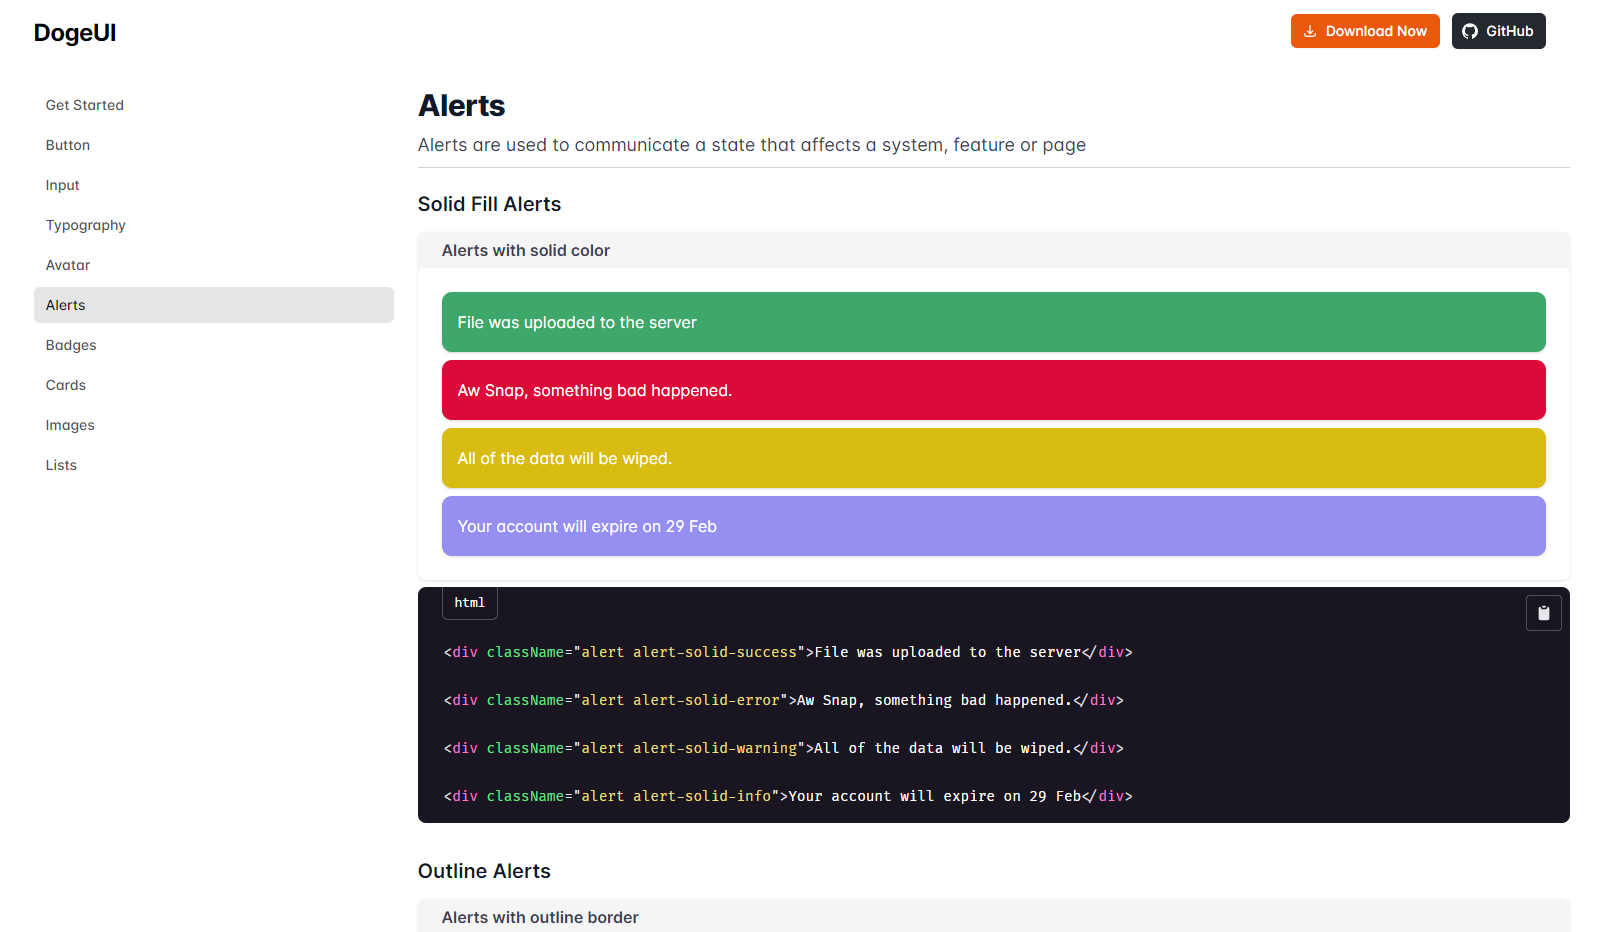 DogeUI
Download Now
GitHub
Get Started
Button
Input
Typography
Avatar
Alerts
Badges
Cards
Images
Lists
Alerts
Alerts are used to communicate a state that affects a system, feature or page
Solid Fill Alerts
Alerts with solid color
File was uploaded to the server
Aw Snap, something bad happened.
All of the data will be wiped.
Your account will expire on 29 Feb
html
<div className="alert alert-solid-success">File was uploaded to the server</div>
<div className="alert alert-solid-error">Aw Snap, something bad happened.</div>
<div className="alert alert-solid-warning">All of the data will be wiped.</div>
<div className="alert alert-solid-info">Your account will expire on 29 Feb</div>
Outline Alerts
Alerts with outline border